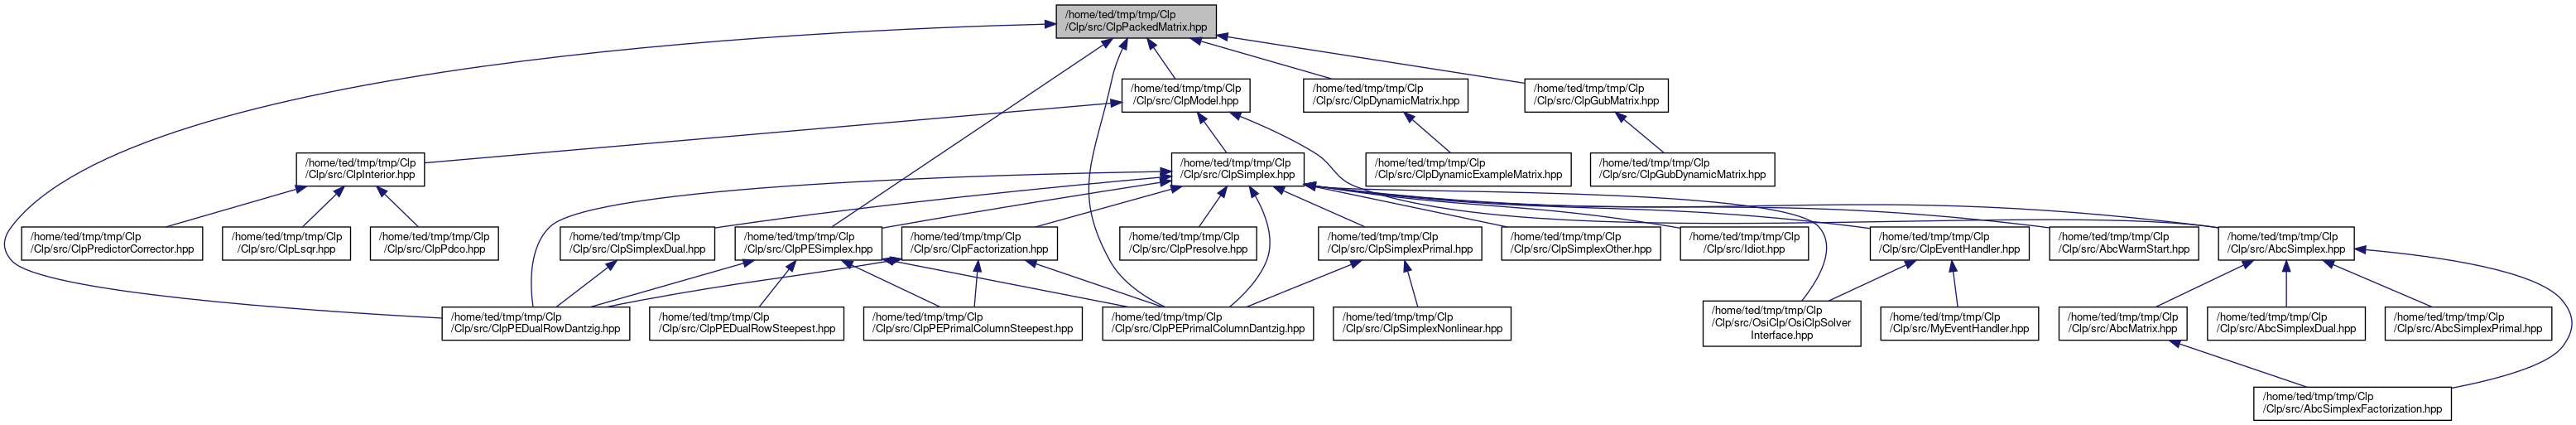 /home/ted/tmp/tmp/Clp
/Clp/src/ClpPackedMatrix.hpp
/home/ted/tmp/tmp/Clp
/Clp/src/ClpModel.hpp
/home/ted/tmp/tmp/Clp
/Clp/src/ClpDynamicMatrix.hpp
/home/ted/tmp/tmp/Clp
/Clp/src/ClpGubMatrix.hpp
/home/ted/tmp/tmp/Clp
/Clp/src/ClpInterior.hpp
/home/ted/tmp/tmp/Clp
/Clp/src/ClpSimplex.hpp
/home/ted/tmp/tmp/Clp
/Clp/src/ClpDynamicExampleMatrix.hpp
/home/ted/tmp/tmp/Clp
/Clp/src/ClpGubDynamicMatrix.hpp
/home/ted/tmp/tmp/Clp
/Clp/src/ClpPredictorCorrector.hpp
/home/ted/tmp/tmp/Clp
/Clp/src/ClpLsqr.hpp
/home/ted/tmp/tmp/Clp
/Clp/src/ClpPdco.hpp
/home/ted/tmp/tmp/Clp
/Clp/src/ClpSimplexDual.hpp
/home/ted/tmp/tmp/Clp
/Clp/src/ClpPESimplex.hpp
/home/ted/tmp/tmp/Clp
/Clp/src/ClpFactorization.hpp
/home/ted/tmp/tmp/Clp
/Clp/src/ClpPresolve.hpp
/home/ted/tmp/tmp/Clp
/Clp/src/ClpSimplexPrimal.hpp
/home/ted/tmp/tmp/Clp
/Clp/src/ClpSimplexOther.hpp
/home/ted/tmp/tmp/Clp
/Clp/src/Idiot.hpp
/home/ted/tmp/tmp/Clp
/Clp/src/ClpEventHandler.hpp
/home/ted/tmp/tmp/Clp
/Clp/src/AbcWarmStart.hpp
/home/ted/tmp/tmp/Clp
/Clp/src/AbcSimplex.hpp
/home/ted/tmp/tmp/Clp
/Clp/src/ClpPEDualRowDantzig.hpp
/home/ted/tmp/tmp/Clp
/Clp/src/ClpPEDualRowSteepest.hpp
/home/ted/tmp/tmp/Clp
/Clp/src/ClpPEPrimalColumnSteepest.hpp
/home/ted/tmp/tmp/Clp
/Clp/src/ClpPEPrimalColumnDantzig.hpp
/home/ted/tmp/tmp/Clp
/Clp/src/ClpSimplexNonlinear.hpp
/home/ted/tmp/tmp/Clp
/Clp/src/OsiClp/OsiClpSolver
Interface.hpp
/home/ted/tmp/tmp/Clp
/Clp/src/MyEventHandler.hpp
/home/ted/tmp/tmp/Clp
/Clp/src/AbcMatrix.hpp
/home/ted/tmp/tmp/Clp
/Clp/src/AbcSimplexDual.hpp
/home/ted/tmp/tmp/Clp
/Clp/src/AbcSimplexPrimal.hpp
/home/ted/tmp/tmp/Clp
/Clp/src/AbcSimplexFactorization.hpp